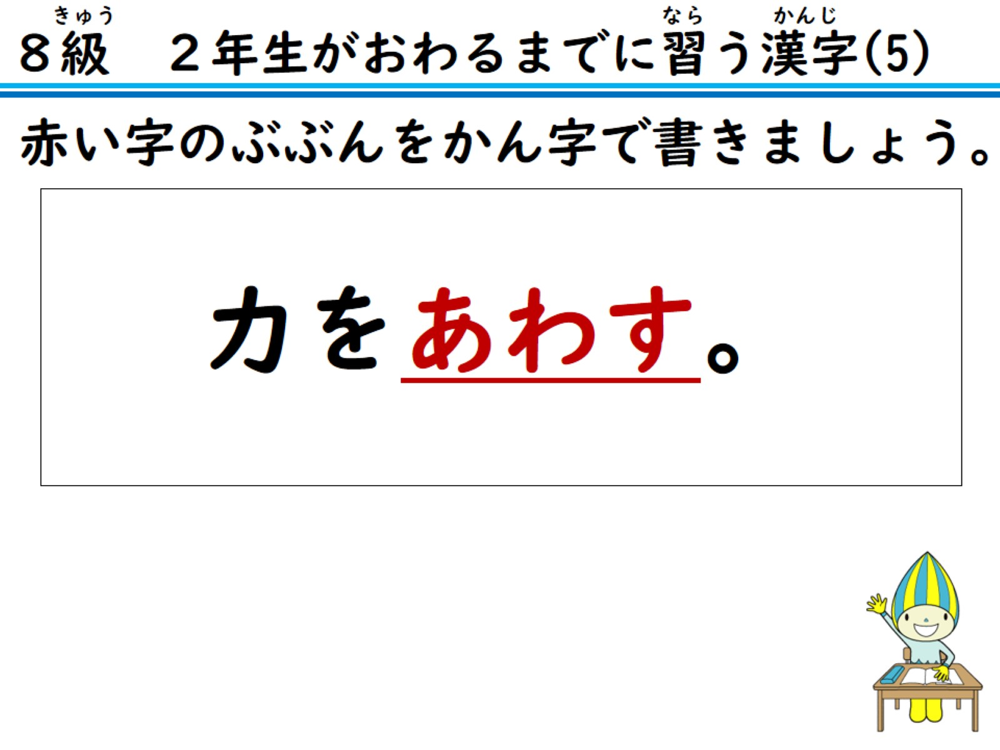 きゅう なら かんじ
８級　２年生がおわるまでに習う漢字(5)
赤い字のぶぶんをかん字で書きましょう。
力をあわす。